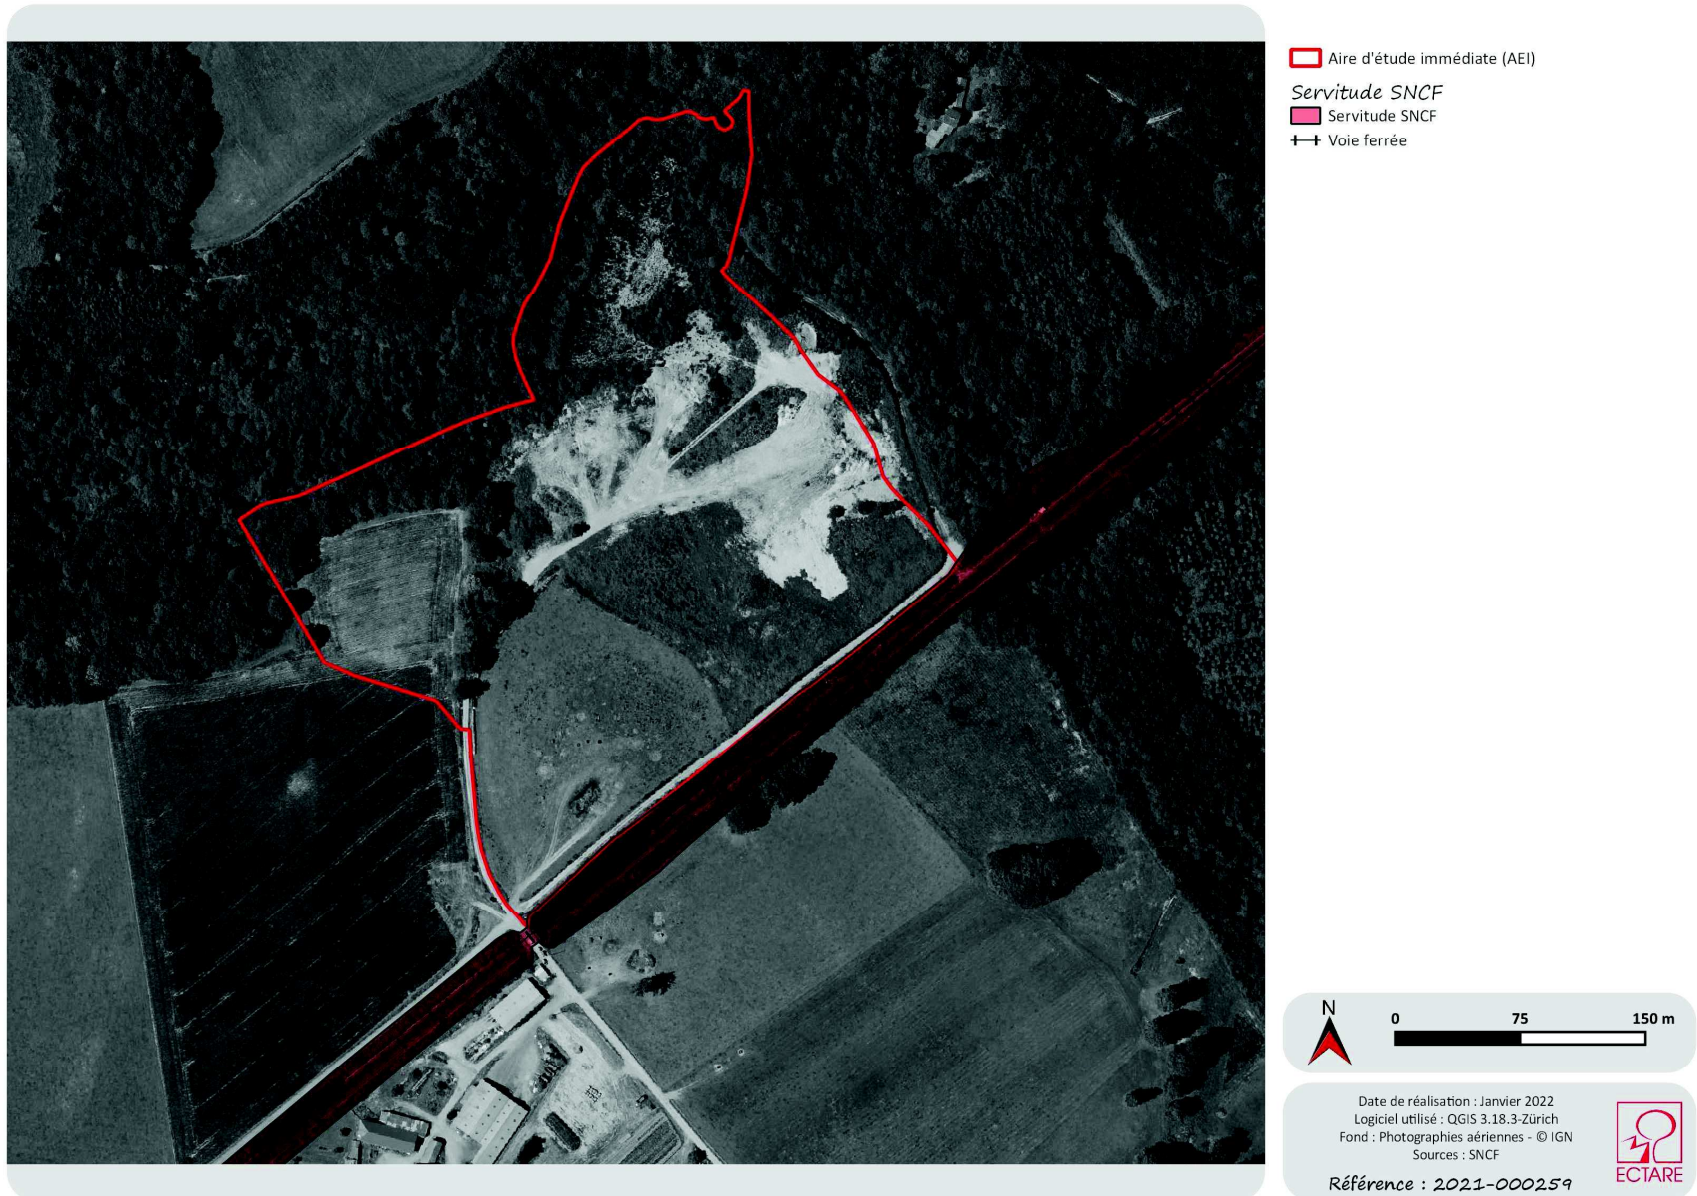 Aire d'étude immédiate (AEI)
Servitude SNCF
Servitude SNCF
Voie ferrée
N
0 75 150 m
Date de réalisation : Janvier 2022
Logiciel utilisé : QGIS 3.18.3-Zürich
Fond : Photographies aériennes - © IGN
Sources : SNCF
Référence : 2021-000259
ECTARE